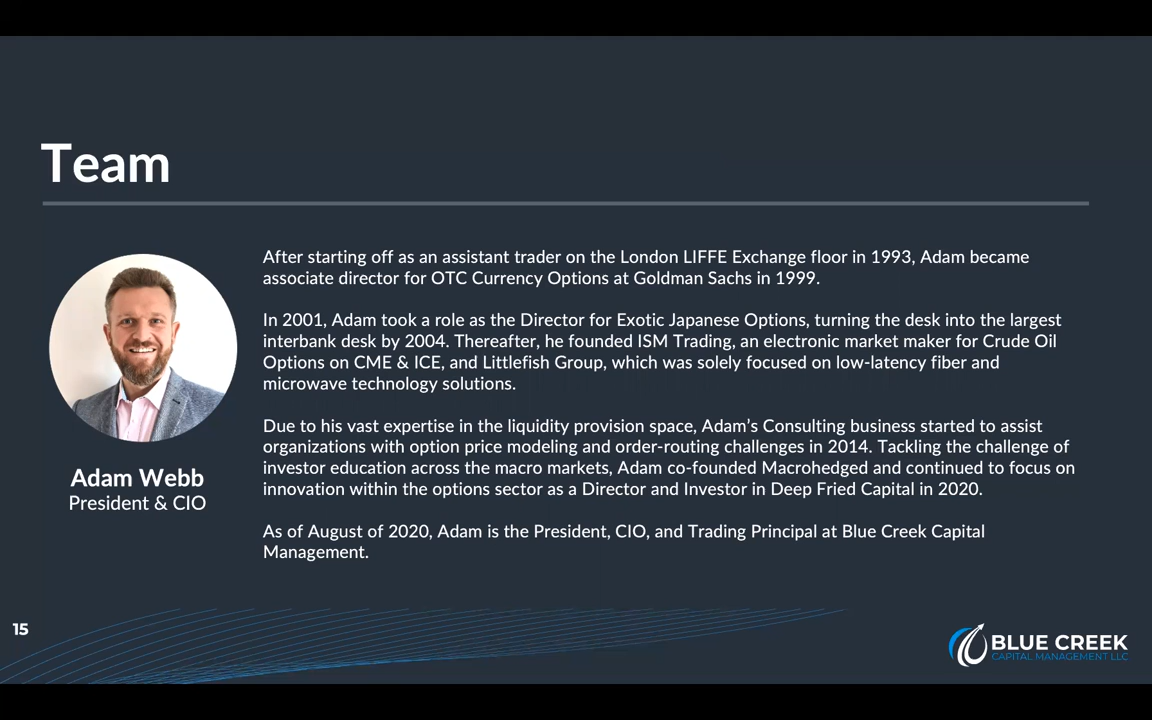 Team
After starting off as an assistant trader on the London LIFFE Exchange floor in 1993, Adam became
associate director for OTC Currency Options at Goldman Sachs in 1999.
In 2001, Adam took a role as the Director for Exotic Japanese Options, turning the desk into the largest
interbank desk by 2004. Thereafter, he founded ISM Trading, an electronic market maker for Crude Oil
Options on CME & ICE, and Littlefish Group, which was solely focused on low-latency fiber and
microwave technology solutions.
Due to his vast expertise in the liquidity provision space, Adam’s Consulting business started to assist
organizations with option price modeling and order-routing challenges in 2014. Tackling the challenge of
investor education across the macro markets, Adam co-founded Macrohedged and continued to focus on
innovation within the options sector as a Director and Investor in Deep Fried Capital in 2020.
As of August of 2020, Adam is the President, CIO, and Trading Principal at Blue Creek Capital
Management.
Adam Webb
President & CIO
15
BLUE CREEK
CAPITAL MANAGEMENT LLC